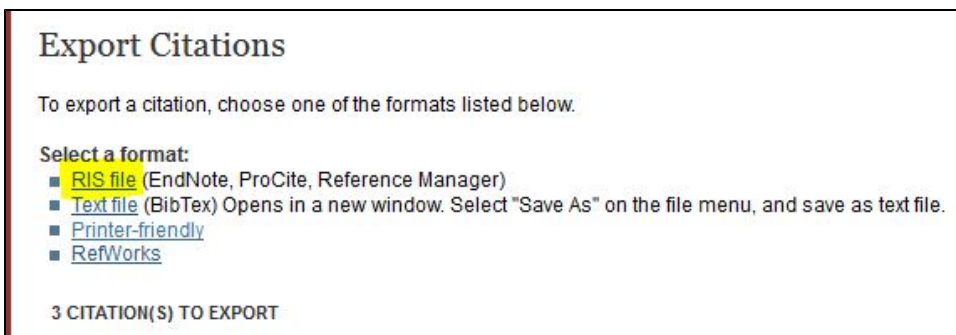 Export Citations
To export a citation, choose one of the formats listed below.
Select a format:
RIS file (EndNote, ProCite, Reference Manager)
Text file (BibTex) Opens in a new window. Select "Save As" on the file menu, and save as text file.
Printer-friendly
RefWorks
3 CITATION(S) TO EXPORT